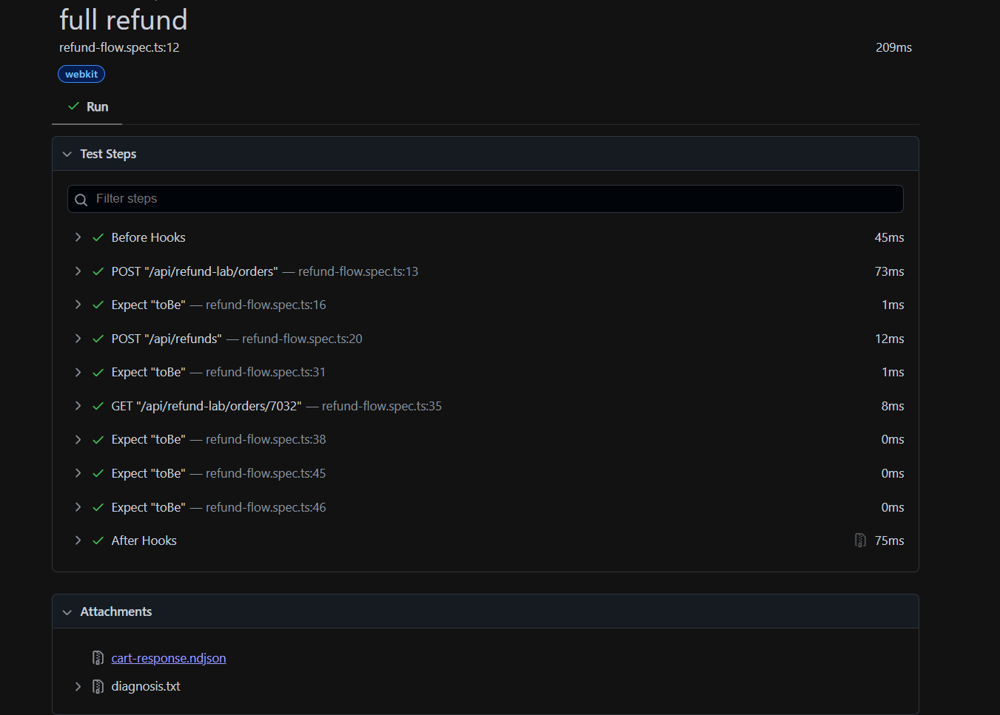 full refund
refund-flow.spec.ts:12 209ms
webkit
Run
Test Steps
Filter steps
Before Hooks 45ms
POST "/api/refund-lab/orders" — refund-flow.spec.ts:13 73ms
Expect "toBe" — refund-flow.spec.ts:16 1ms
POST "/api/refunds" — refund-flow.spec.ts:20 12ms
Expect "toBe" — refund-flow.spec.ts:31 1ms
GET "/api/refund-lab/orders/7032" — refund-flow.spec.ts:35 8ms
Expect "toBe" — refund-flow.spec.ts:38 0ms
Expect "toBe" — refund-flow.spec.ts:45 0ms
Expect "toBe" — refund-flow.spec.ts:46 0ms
After Hooks 75ms
Attachments
cart-response.ndjson
diagnosis.txt